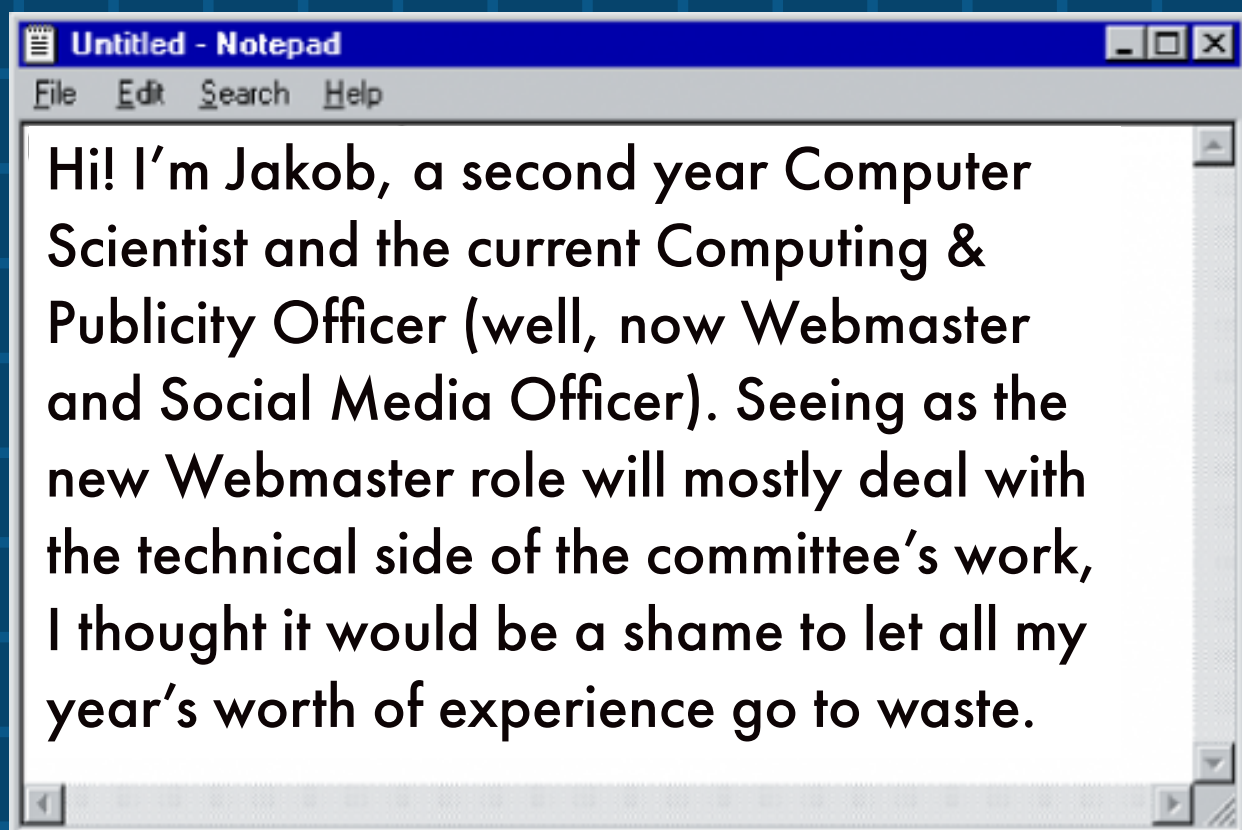 Untitled - Notepad
File Edit Search Help
Hi! I’m Jakob, a second year Computer
Scientist and the current Computing &
Publicity Officer (well, now Webmaster
and Social Media Officer). Seeing as the
new Webmaster role will mostly deal with
the technical side of the committee’s work,
I thought it would be a shame to let all my
year’s worth of experience go to waste.